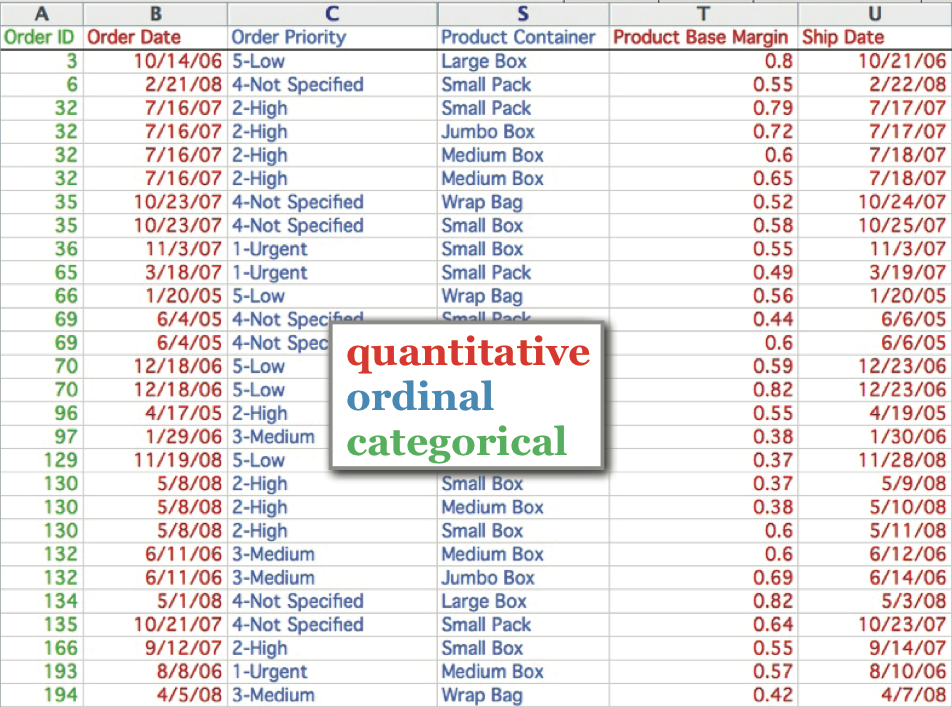 A B C S T U
Order ID Order Date Order Priority Product Container Product Base Margin Ship Date
3 10/14/06 5-Low Large Box 0.8 10/21/06
6 2/21/08 4-Not Specified Small Pack 0.55 2/22/08
32 7/16/07 2-High Small Pack 0.79 7/17/07
32 7/16/07 2-High Jumbo Box 0.72 7/17/07
32 7/16/07 2-High Medium Box 0.6 7/18/07
32 7/16/07 2-High Medium Box 0.65 7/18/07
35 10/23/07 4-Not Specified Wrap Bag 0.52 10/24/07
35 10/23/07 4-Not Specified Small Box 0.58 10/25/07
36 11/3/07 1-Urgent Small Box 0.55 11/3/07
65 3/18/07 1-Urgent Small Pack 0.49 3/19/07
66 1/20/05 5-Low Wrap Bag 0.56 1/20/05
69 6/4/05 4-Not Specified Small Pack 0.44 6/6/05
69 6/4/05 4-Not Spec 0.6 6/6/05
70 12/18/06 5-Low 0.59 12/23/06
70 12/18/06 5-Low 0.82 12/23/06
96 4/17/05 2-High 0.55 4/19/05
97 1/29/06 3-Medium 0.38 1/30/06
129 11/19/08 5-Low 0.37 11/28/08
130 5/8/08 2-High Small Box 0.37 5/9/08
130 5/8/08 2-High Medium Box 0.38 5/10/08
130 5/8/08 2-High Small Box 0.6 5/11/08
132 6/11/06 3-Medium Medium Box 0.6 6/12/06
132 6/11/06 3-Medium Jumbo Box 0.69 6/14/06
134 5/1/08 4-Not Specified Large Box 0.82 5/3/08
135 10/21/07 4-Not Specified Small Pack 0.64 10/23/07
166 9/12/07 2-High Small Box 0.55 9/14/07
193 8/8/06 1-Urgent Medium Box 0.57 8/10/06
194 4/5/08 3-Medium Wrap Bag 0.42 4/7/08
quantitative
ordinal
categorical